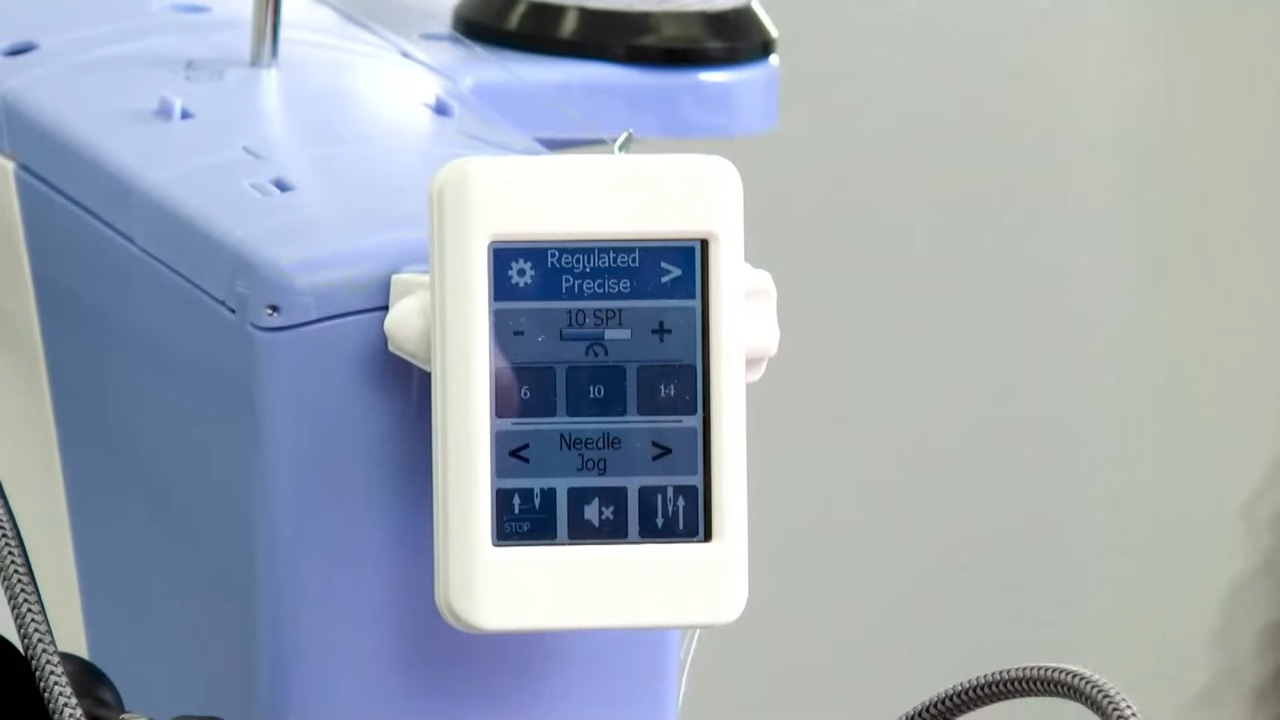 Regulated
Precise
>
10 SPI
- +
6 10 14
< Needle >
Jog
STOP